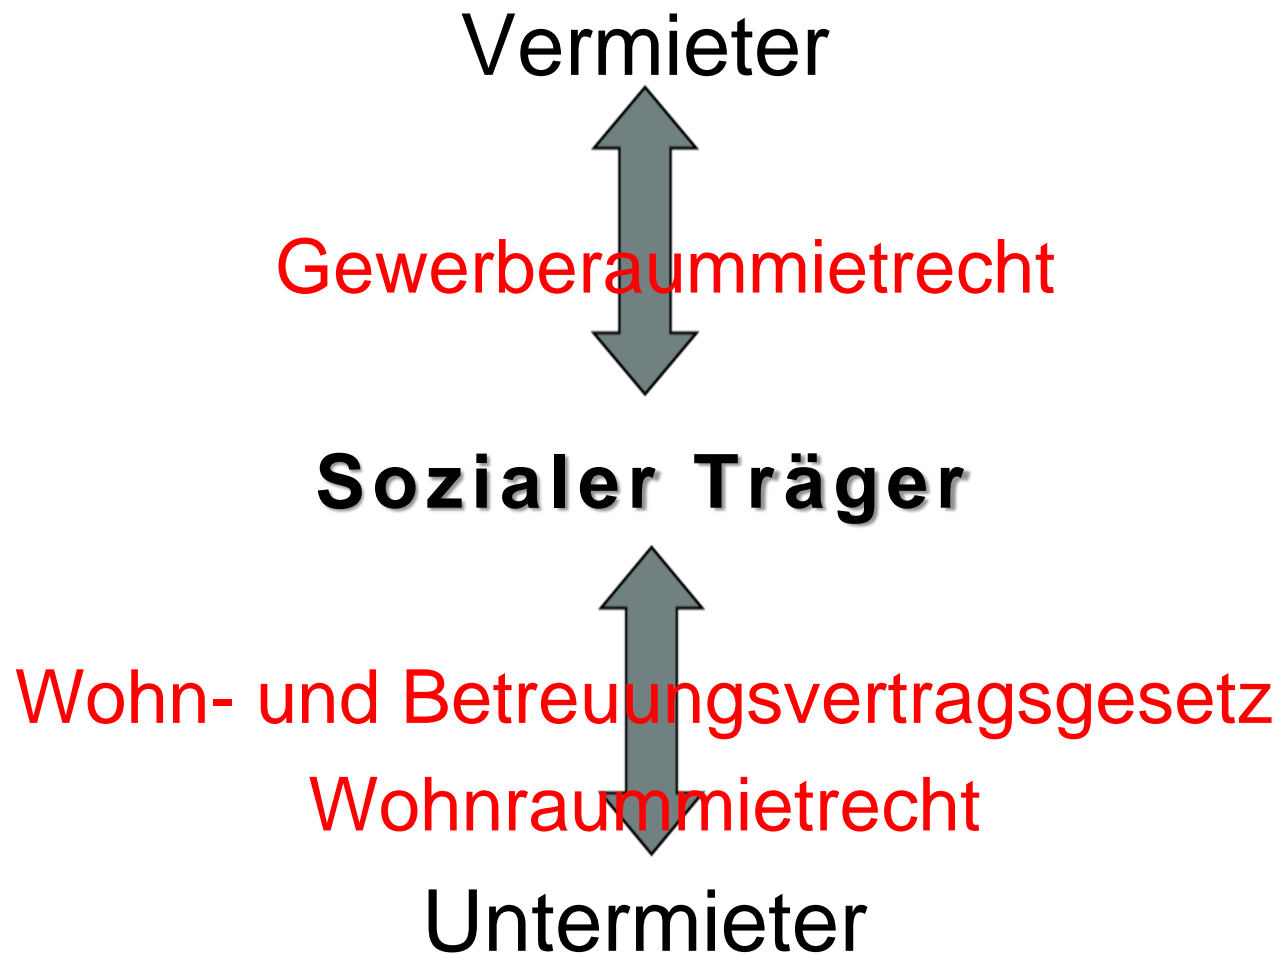 Vermieter
Gewerberaummietrecht
Sozialer Träger
Wohn- und Betreuungsvertragsgesetz
Wohnraummietrecht
Untermieter